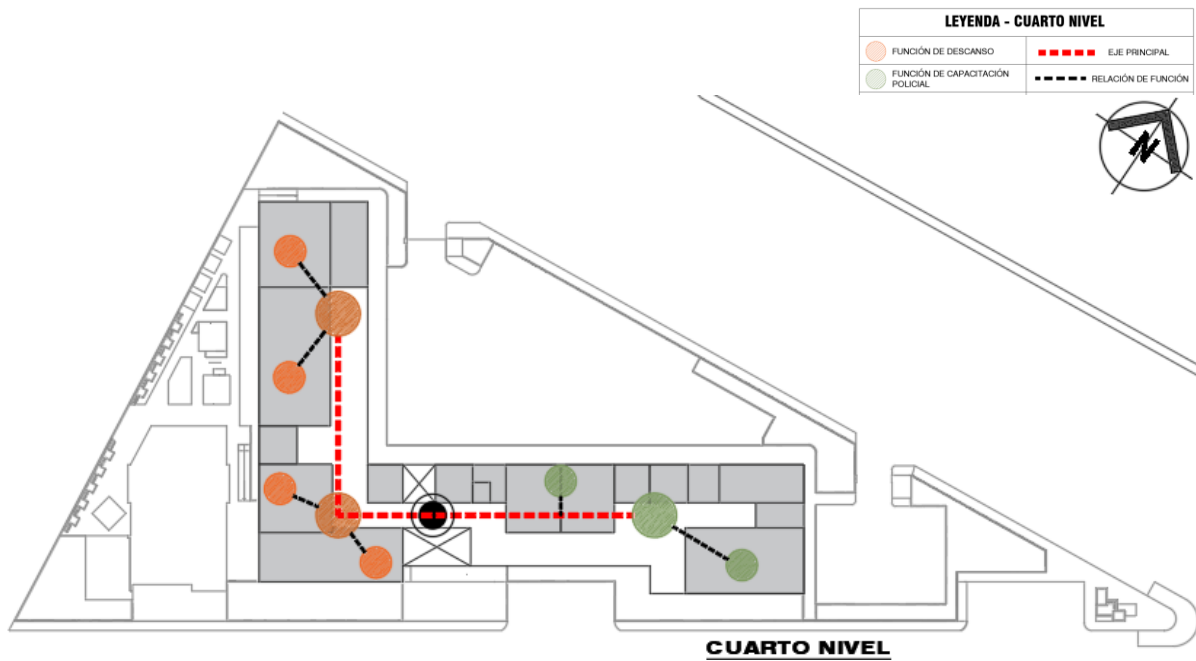 LEYENDA - CUARTO NIVEL
FUNCIÓN DE DESCANSO
EJE PRINCIPAL
FUNCIÓN DE CAPACITACIÓN
POLICIAL
RELACIÓN DE FUNCIÓN
N
CUARTO NIVEL